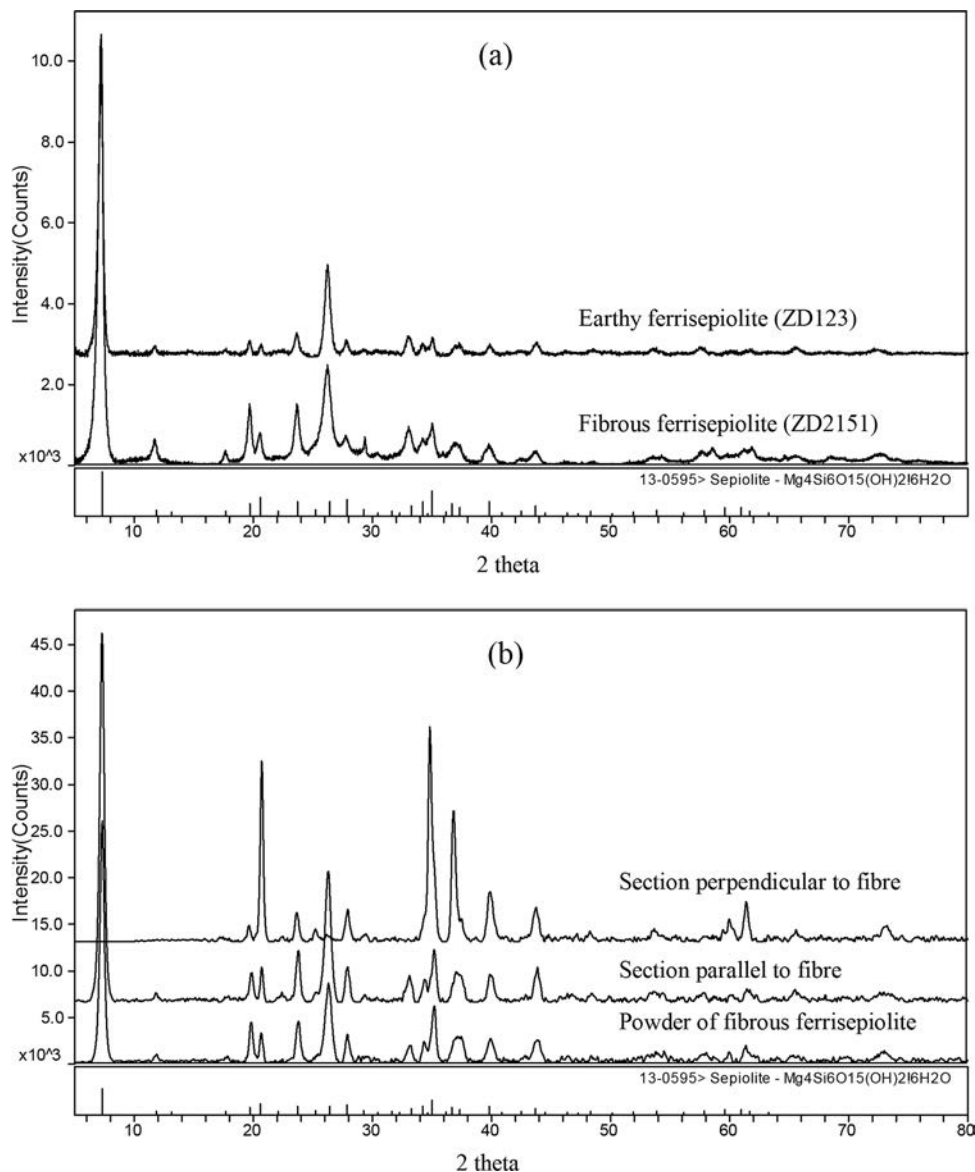 (a)
10.0
8.0
6.0
4.0
2.0
x10^3
Intensity(Counts)
Earthy ferrisepiolite (ZD123)
Fibrous ferrisepiolite (ZD2151)
13-0595> Sepiolite - Mg4Si6O15(OH)2I6H2O
10 20 30 40 50 60 70 80
2 theta
(b)
45.0
40.0
35.0
30.0
25.0
20.0
15.0
10.0
5.0
x10^3
Intensity(Counts)
Section perpendicular to fibre
Section parallel to fibre
Powder of fibrous ferrisepiolite
13-0595> Sepiolite - Mg4Si6O15(OH)2I6H2O
10 20 30 40 50 60 70 80
2 theta